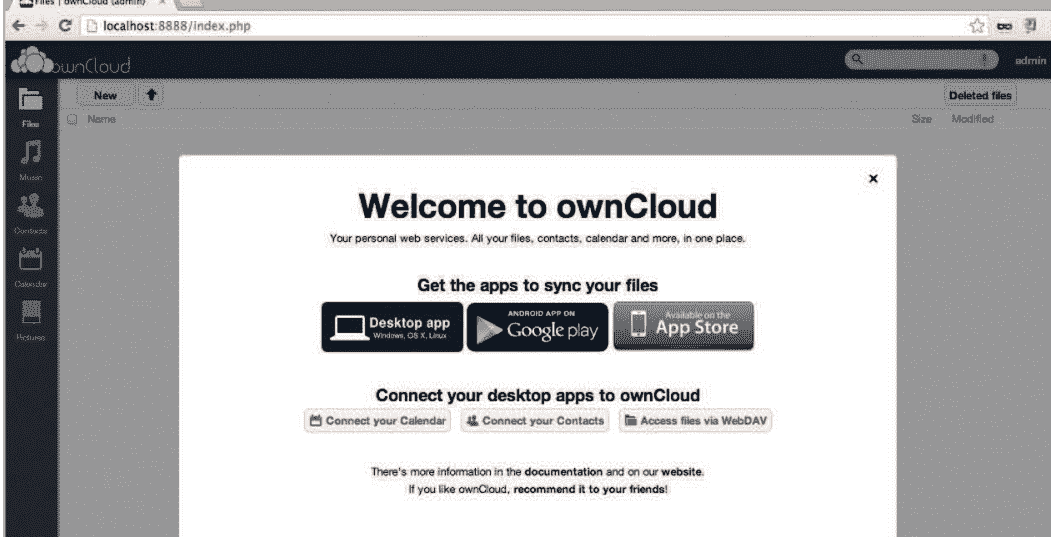 Files | ownCloud (admin) ×
localhost:8888/index.php
ownCloud
admin
New
Deleted files
Name
Size
Modified
Files
Music
Contacts
Calendar
Pictures
×
Welcome to ownCloud
Your personal web services. All your files, contacts, calendar and more, in one place.
Get the apps to sync your files
Desktop app
Windows, OS X, Linux
ANDROID APP ON
Google play
Available on the
App Store
Connect your desktop apps to ownCloud
Connect your Calendar
Connect your Contacts
Access files via WebDAV
There's more information in the documentation and on our website.
If you like ownCloud, recommend it to your friends!